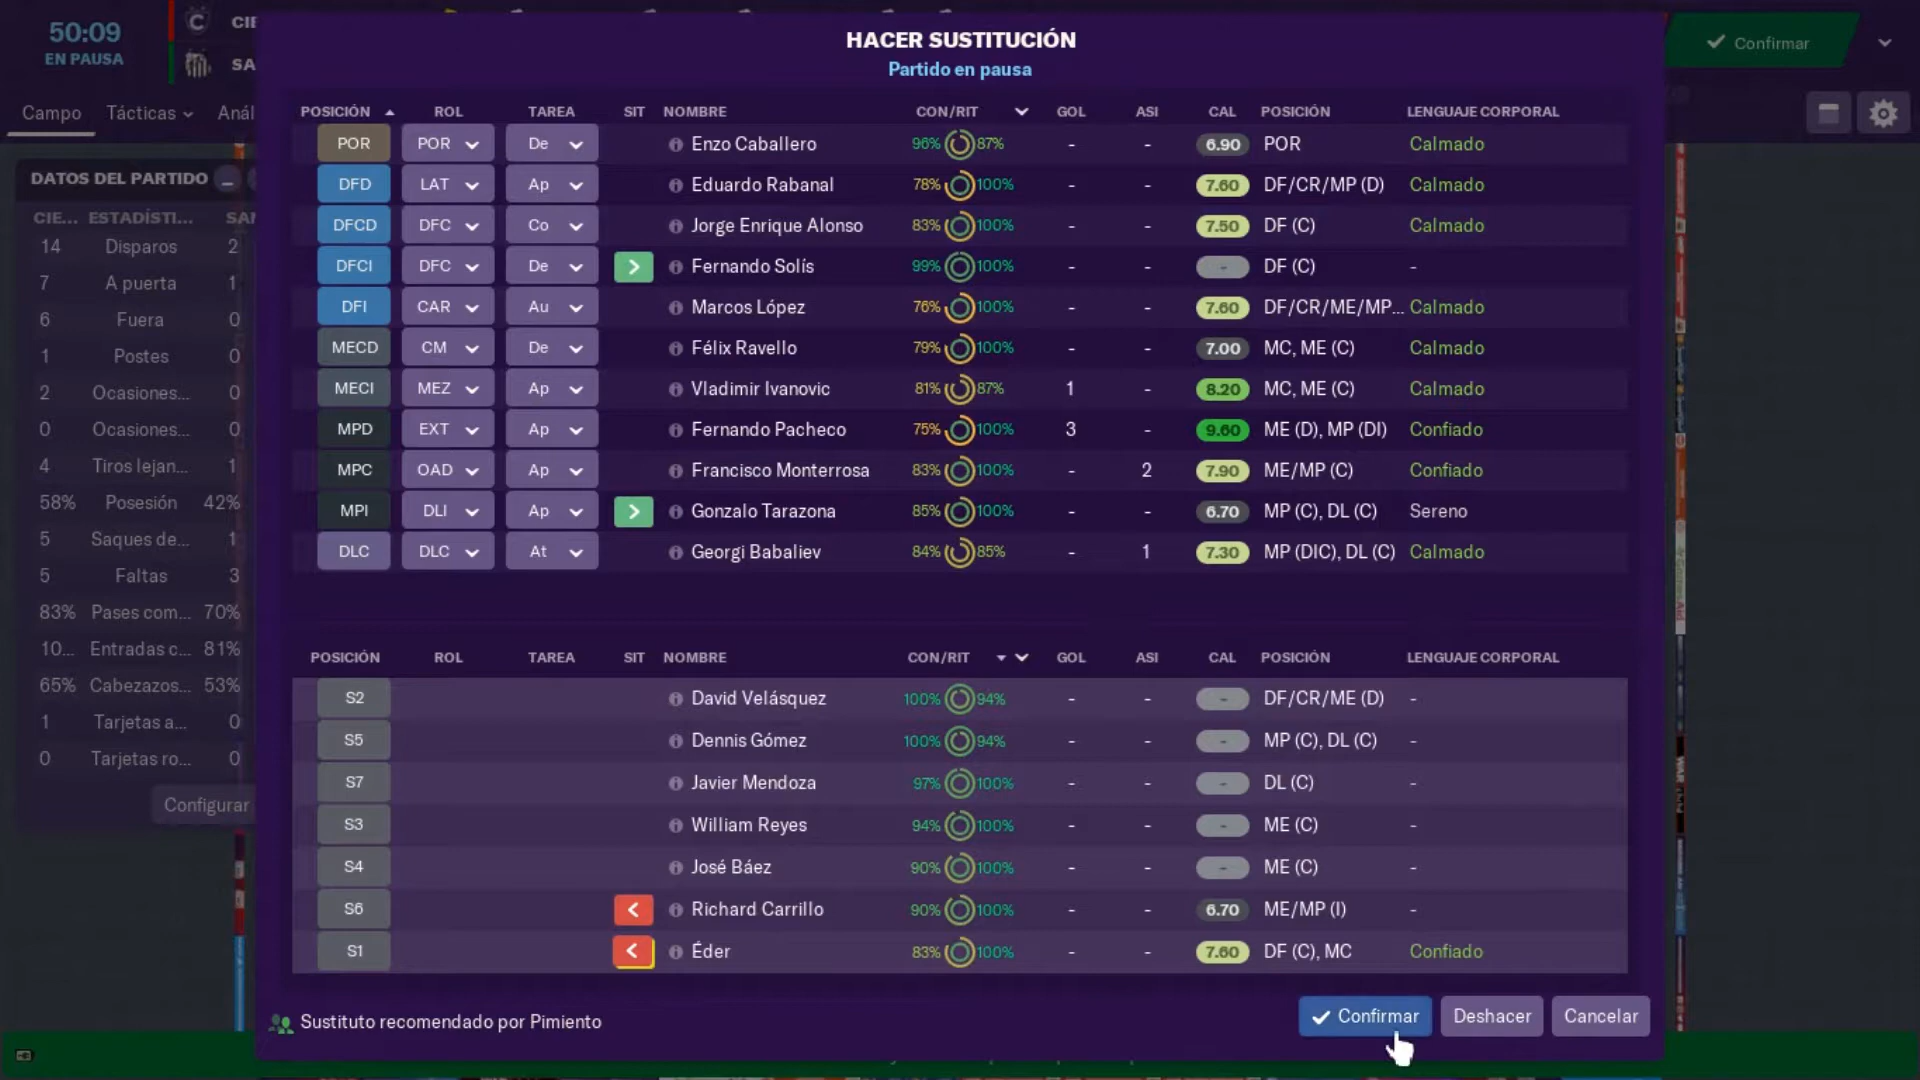 50:09
EN PAUSA
CIE
SA
HACER SUSTITUCIÓN
Partido en pausa
Confirmar
Campo Tácticas Anál
DATOS DEL PARTIDO
CIE... ESTADÍSTI... SAN
14 Disparos 2
7 A puerta 1
6 Fuera 0
1 Postes 0
2 Ocasiones... 0
0 Ocasiones... 0
4 Tiros lejan... 1
58% Posesión 42%
5 Saques de... 1
5 Faltas 3
83% Pases com... 70%
10... Entradas c... 81%
65% Cabezazos... 53%
1 Tarjetas a... 0
0 Tarjetas ro... 0
Configurar
POSICIÓN ROL TAREA SIT NOMBRE CON/RIT GOL ASI CAL POSICIÓN LENGUAJE CORPORAL
POR POR De Enzo Caballero 96% 87% - - 6.90 POR Calmado
DFD LAT Ap Eduardo Rabanal 78% 100% - - 7.60 DF/CR/MP (D) Calmado
DFCD DFC Co Jorge Enrique Alonso 83% 100% - - 7.50 DF (C) Calmado
DFCI DFC De > Fernando Solís 99% 100% - - - DF (C) -
DFI CAR Au Marcos López 76% 100% - - 7.60 DF/CR/ME/MP... Calmado
MECD CM De Félix Ravello 79% 100% - - 7.00 MC, ME (C) Calmado
MECI MEZ Ap Vladimir Ivanovic 81% 87% 1 - 8.20 MC, ME (C) Calmado
MPD EXT Ap Fernando Pacheco 75% 100% 3 - 9.60 ME (D), MP (DI) Confiado
MPC OAD Ap Francisco Monterrosa 83% 100% - 2 7.90 ME/MP (C) Confiado
MPI DLI Ap > Gonzalo Tarazona 85% 100% - - 6.70 MP (C), DL (C) Sereno
DLC DLC At Georgi Babaliev 84% 85% - 1 7.30 MP (DIC), DL (C) Calmado
POSICIÓN ROL TAREA SIT NOMBRE CON/RIT GOL ASI CAL POSICIÓN LENGUAJE CORPORAL
S2 David Velásquez 100% 94% - - - DF/CR/ME (D) -
S5 Dennis Gómez 100% 94% - - - MP (C), DL (C) -
S7 Javier Mendoza 97% 100% - - - DL (C) -
S3 William Reyes 94% 100% - - - ME (C) -
S4 José Báez 90% 100% - - - ME (C) -
S6 < Richard Carrillo 90% 100% - - 6.70 ME/MP (I) -
S1 < Éder 83% 100% - - 7.60 DF (C), MC Confiado
Sustituto recomendado por Pimiento
Confirmar Deshacer Cancelar